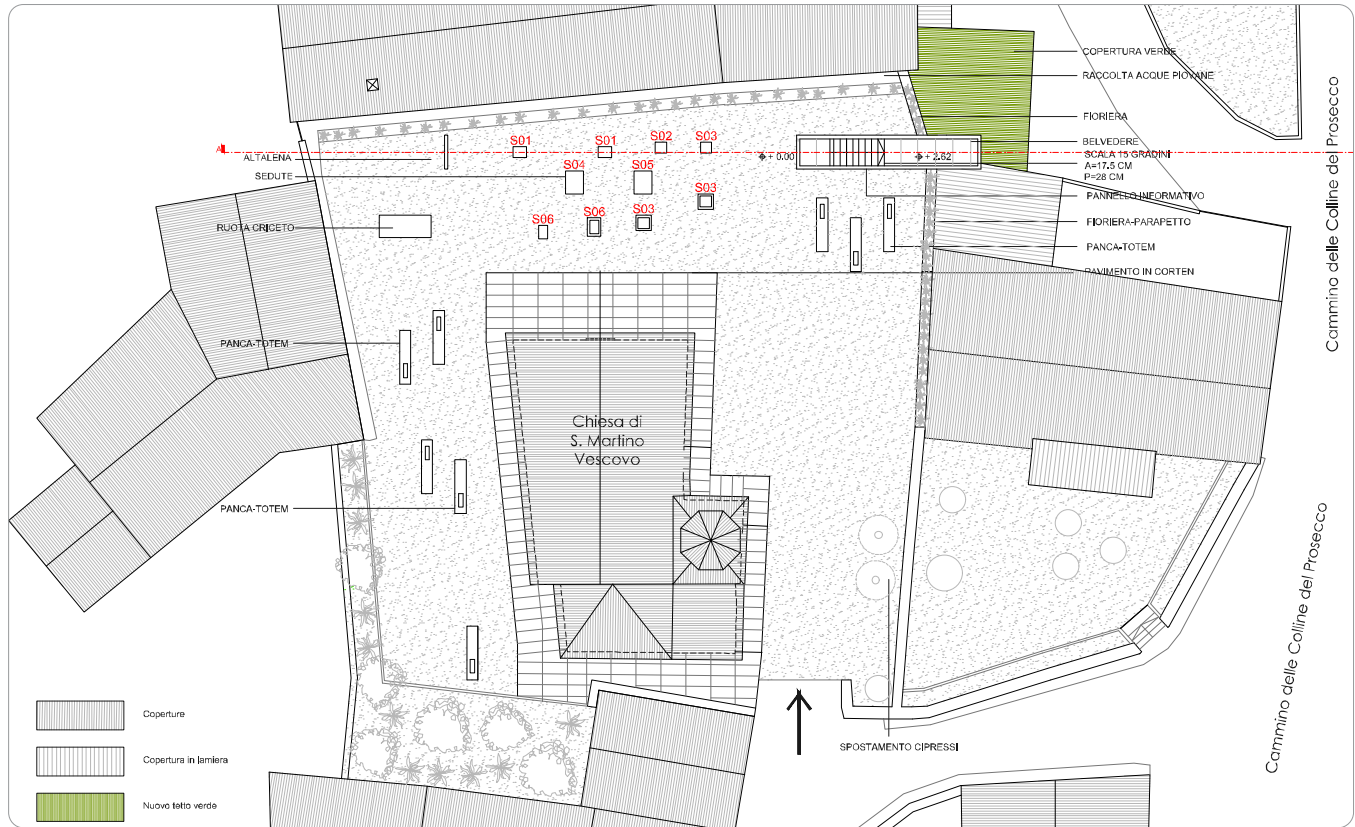 COPERTURA VERDE
RACCOLTA ACQUE PIOVANE
FIORIERA
BELVEDERE
SCALA 15 GRADINI
A=17.5 CM
P=28 CM
PANNELLO INFORMATIVO
FIORIERA-PARAPETTO
PANCA-TOTEM
PAVIMENTO IN CORTEN
Cammino delle Colline del Prosecco
A
S01
S01
S02
S03
+ 0.00
+ 2.62
ALTALENA
S04
S05
SEDUTE
S03
S06
S06
S03
RUOTA CRICETO
PANCA-TOTEM
Chiesa di
S. Martino
Vescovo
PANCA-TOTEM
Cammino delle Colline del Prosecco
SPOSTAMENTO CIPRESSI
Coperture
Copertura in lamiera
Nuovo tetto verde